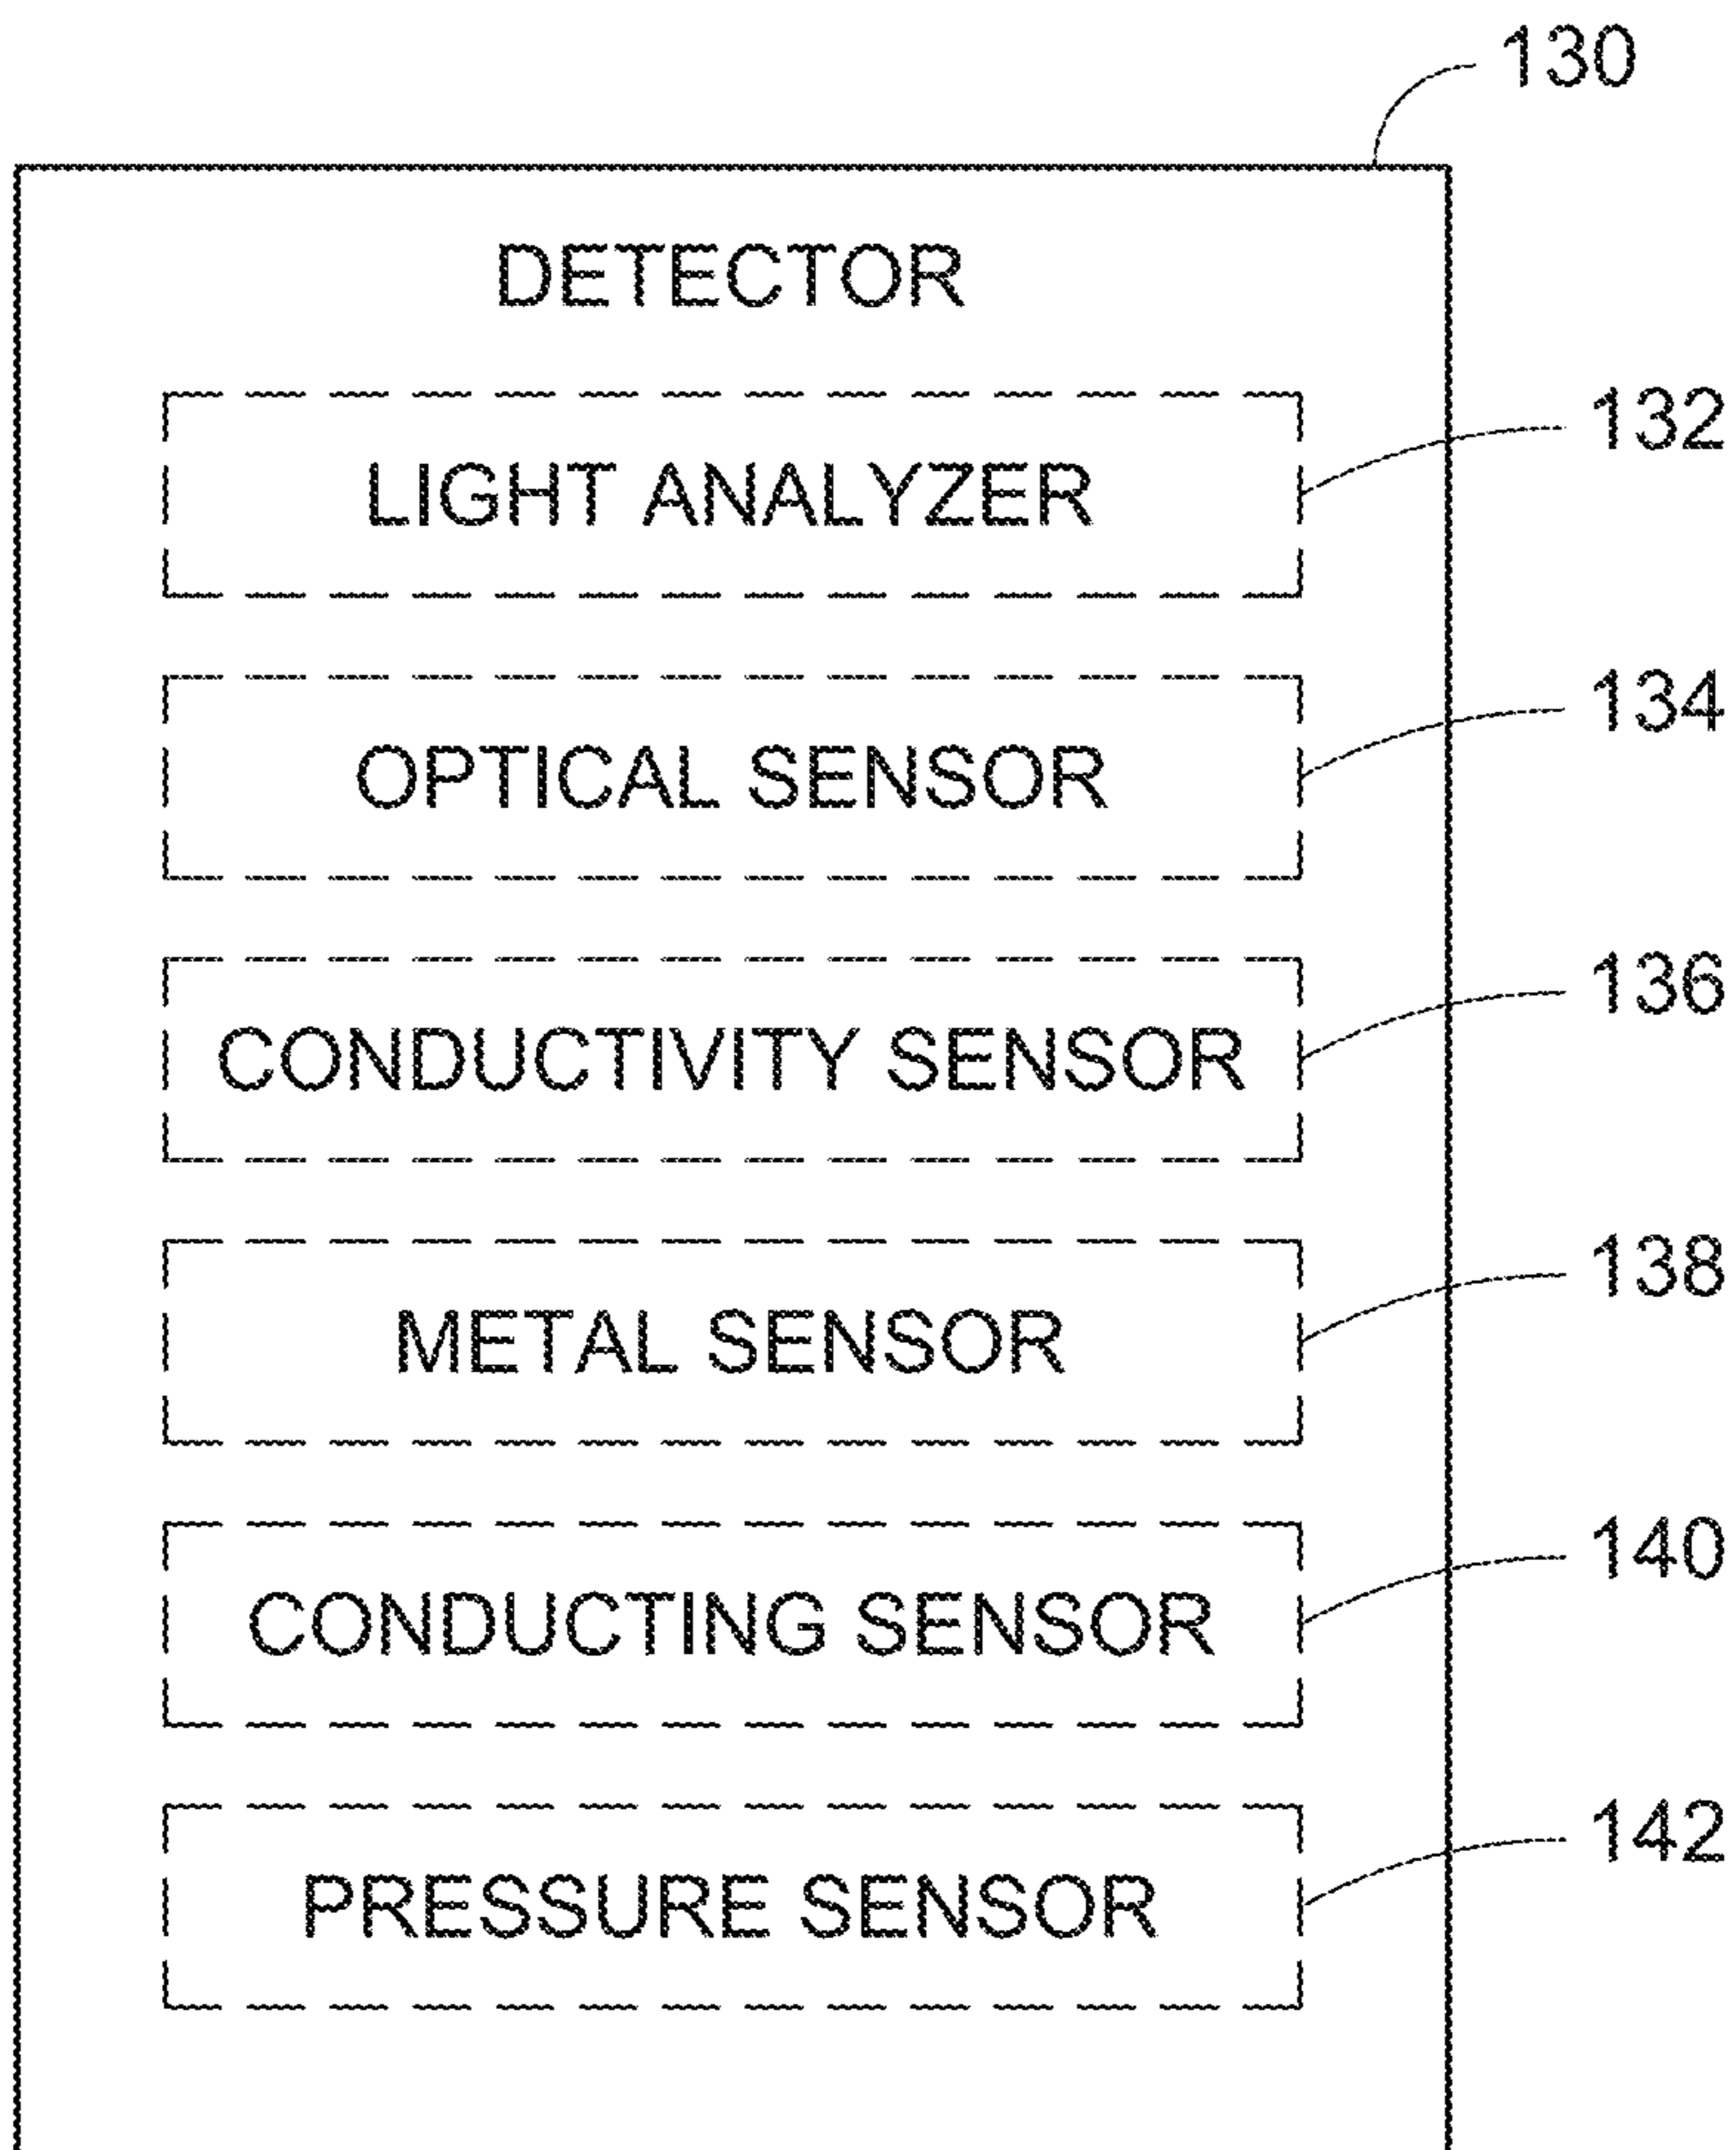 130
DETECTOR
LIGHT ANALYZER 132
OPTICAL SENSOR 134
CONDUCTIVITY SENSOR 136
METAL SENSOR 138
CONDUCTING SENSOR 140
PRESSURE SENSOR 142